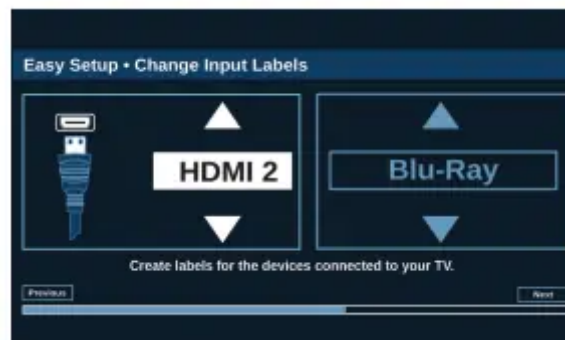 Easy Setup • Change Input Labels
HDMI 2
Blu-Ray
Create labels for the devices connected to your TV.
Previous
Next